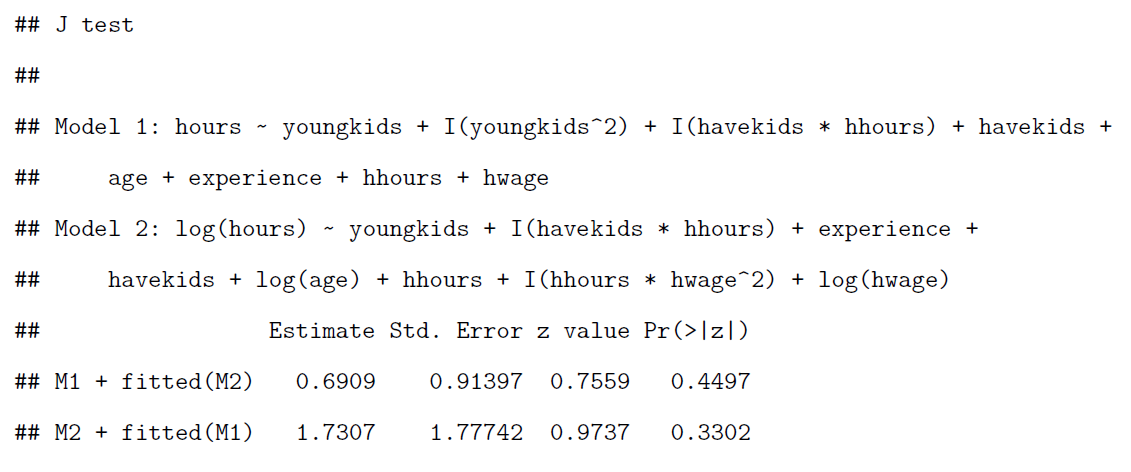 ## J test
##
## Model 1: hours ~ youngkids + I(youngkids^2) + I(havekids * hhours) + havekids +
##     age + experience + hhours + hwage
## Model 2: log(hours) ~ youngkids + I(havekids * hhours) + experience +
##     havekids + log(age) + hhours + I(hhours * hwage^2) + log(hwage)
##                 Estimate Std. Error z value Pr(>|z|)
## M1 + fitted(M2)   0.6909    0.91397  0.7559   0.4497
## M2 + fitted(M1)   1.7307    1.77742  0.9737   0.3302